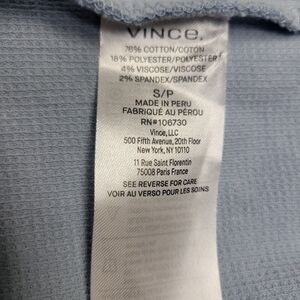 VINCE.
76% COTTON/COTON
18% POLYESTER/POLYESTER
4% VISCOSE/VISCOSE
2% SPANDEX/SPANDEX
S/P
MADE IN PERU
FABRIQUÉ AU PÉROU
RN#106730
Vince, LLC
500 Fifth Avenue, 20th Floor
New York, NY 10110
11 Rue Saint Florentin
75008 Paris France
SEE REVERSE FOR CARE
VOIR AU VERSO POUR LES SOINS